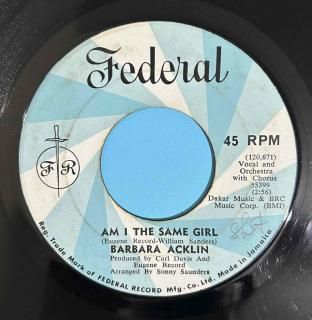 Federal
45 RPM
(120,671)
Vocal and
Orchestra
with Chorus
55399
(2:56)
Dakar Music & BRC
Music Corp. (BMI)
F R
AM I THE SAME GIRL
(Eugene Record-William Sanders)
BARBARA ACKLIN
Produced by Carl Davis And
Eugene Record
Arranged By Sonny Saunders
Reg. Trade Mark of FEDERAL RECORD Mfg. Co. Ltd. Made in Jamaica